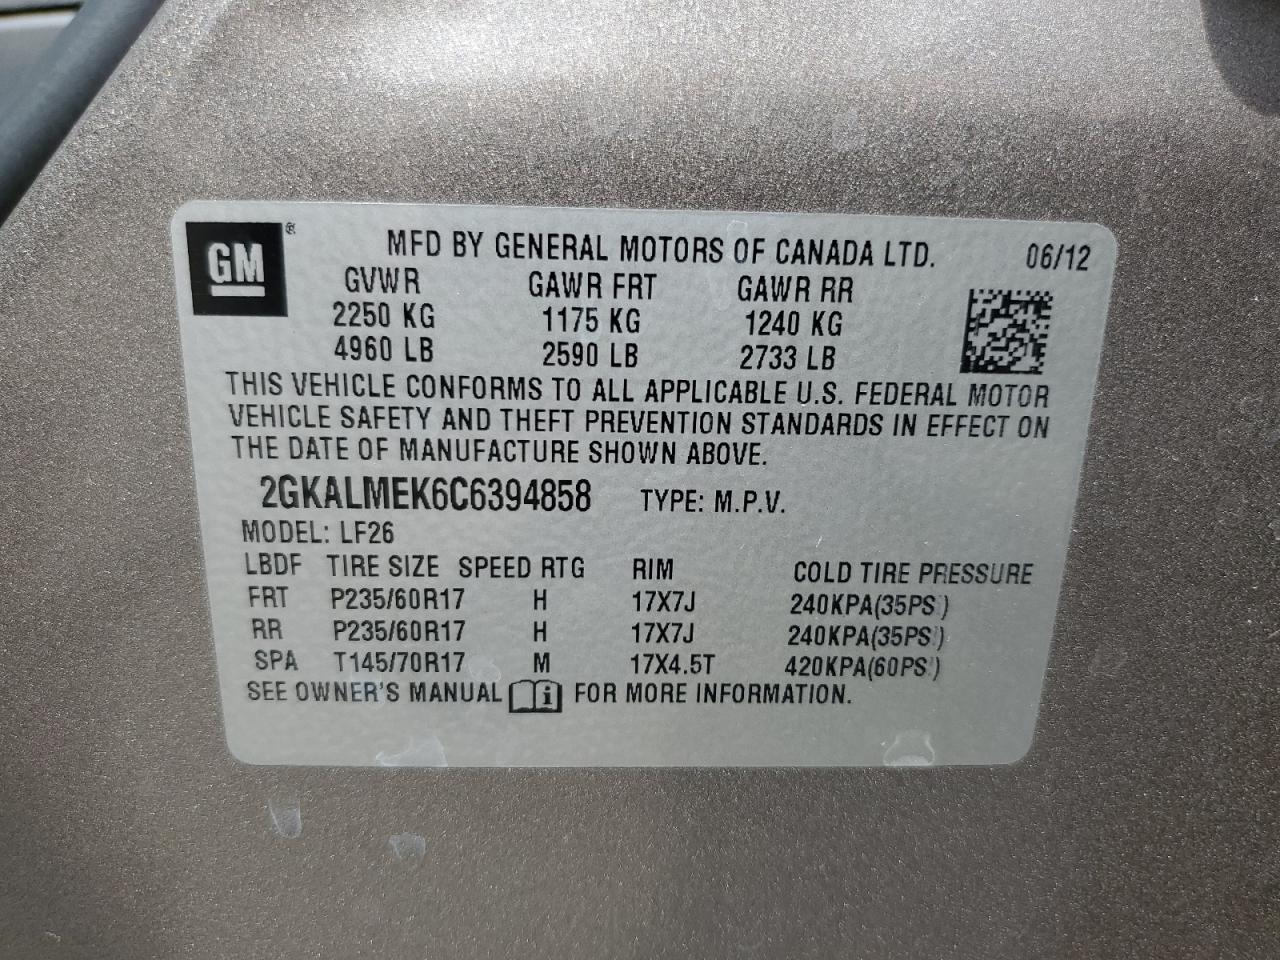 GM ® MFD BY GENERAL MOTORS OF CANADA LTD. 06/12
GVWR GAWR FRT GAWR RR
2250 KG 1175 KG 1240 KG
4960 LB 2590 LB 2733 LB
THIS VEHICLE CONFORMS TO ALL APPLICABLE U.S. FEDERAL MOTOR
VEHICLE SAFETY AND THEFT PREVENTION STANDARDS IN EFFECT ON
THE DATE OF MANUFACTURE SHOWN ABOVE.
2GKALMEK6C6394858 TYPE: M.P.V.
MODEL: LF26
LBDF TIRE SIZE SPEED RTG RIM COLD TIRE PRESSURE
FRT P235/60R17 H 17X7J 240KPA(35PSI)
RR P235/60R17 H 17X7J 240KPA(35PSI)
SPA T145/70R17 M 17X4.5T 420KPA(60PSI)
SEE OWNER'S MANUAL i FOR MORE INFORMATION.